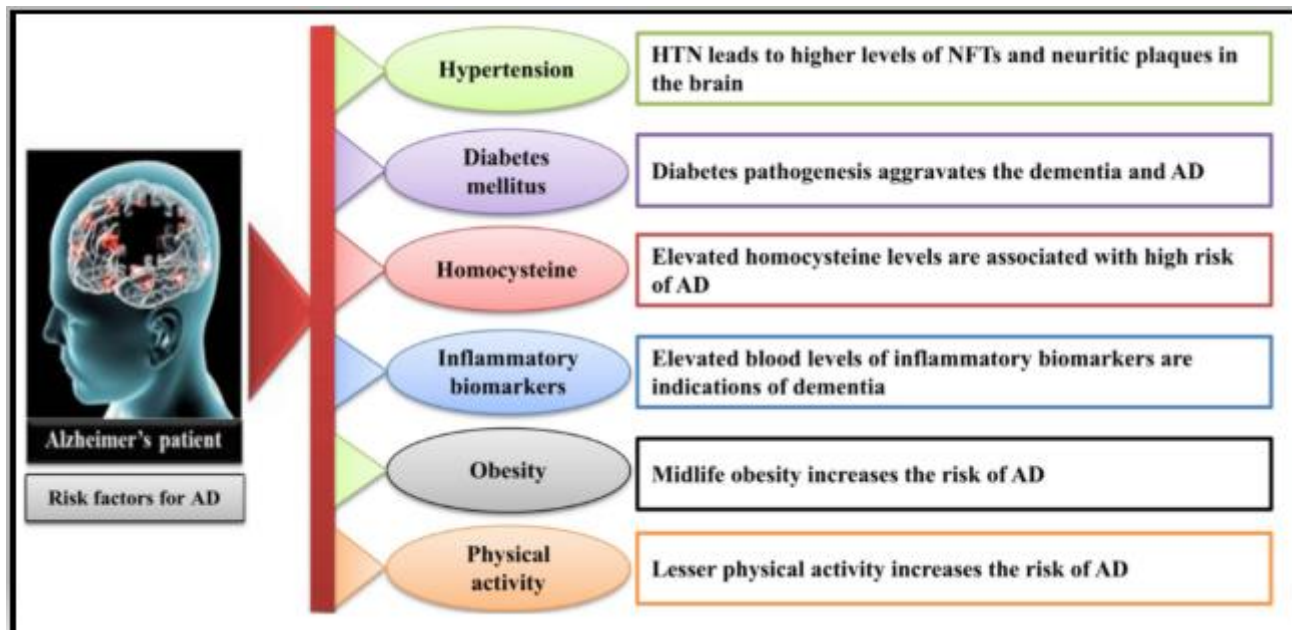 Alzheimer's patient
Risk factors for AD
Hypertension
HTN leads to higher levels of NFTs and neuritic plaques in
the brain
Diabetes
mellitus
Diabetes pathogenesis aggravates the dementia and AD
Homocysteine
Elevated homocysteine levels are associated with high risk
of AD
Inflammatory
biomarkers
Elevated blood levels of inflammatory biomarkers are
indications of dementia
Obesity
Midlife obesity increases the risk of AD
Physical
activity
Lesser physical activity increases the risk of AD